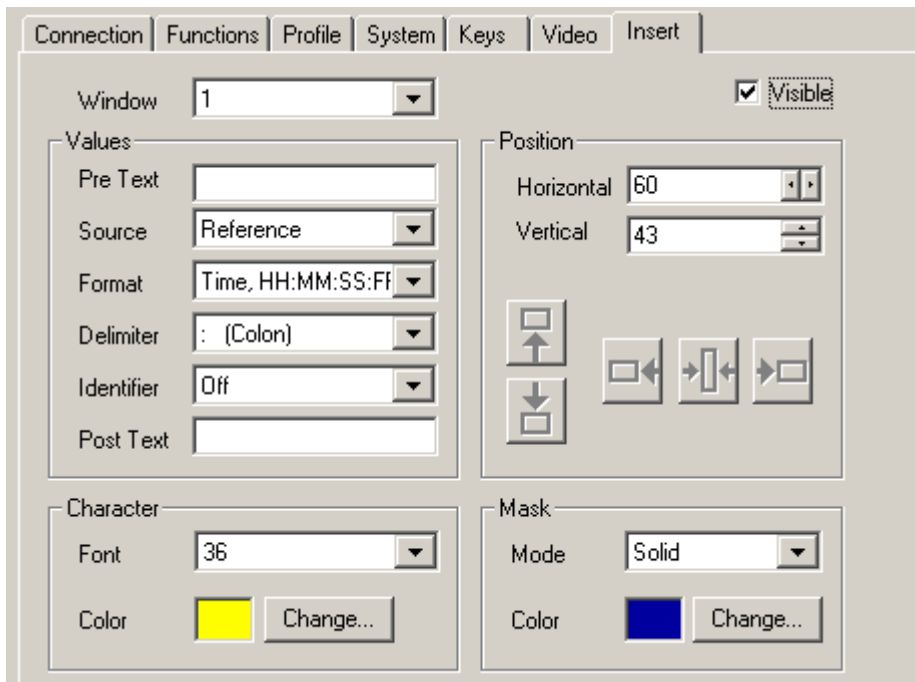 Connection Functions Profile System Keys Video Insert
Window 1
Visible
Values
Pre Text
Source Reference
Format Time, HH:MM:SS:FF
Delimiter : (Colon)
Identifier Off
Post Text
Position
Horizontal 60
Vertical 43
Character
Font 36
Color Change...
Mask
Mode Solid
Color Change...